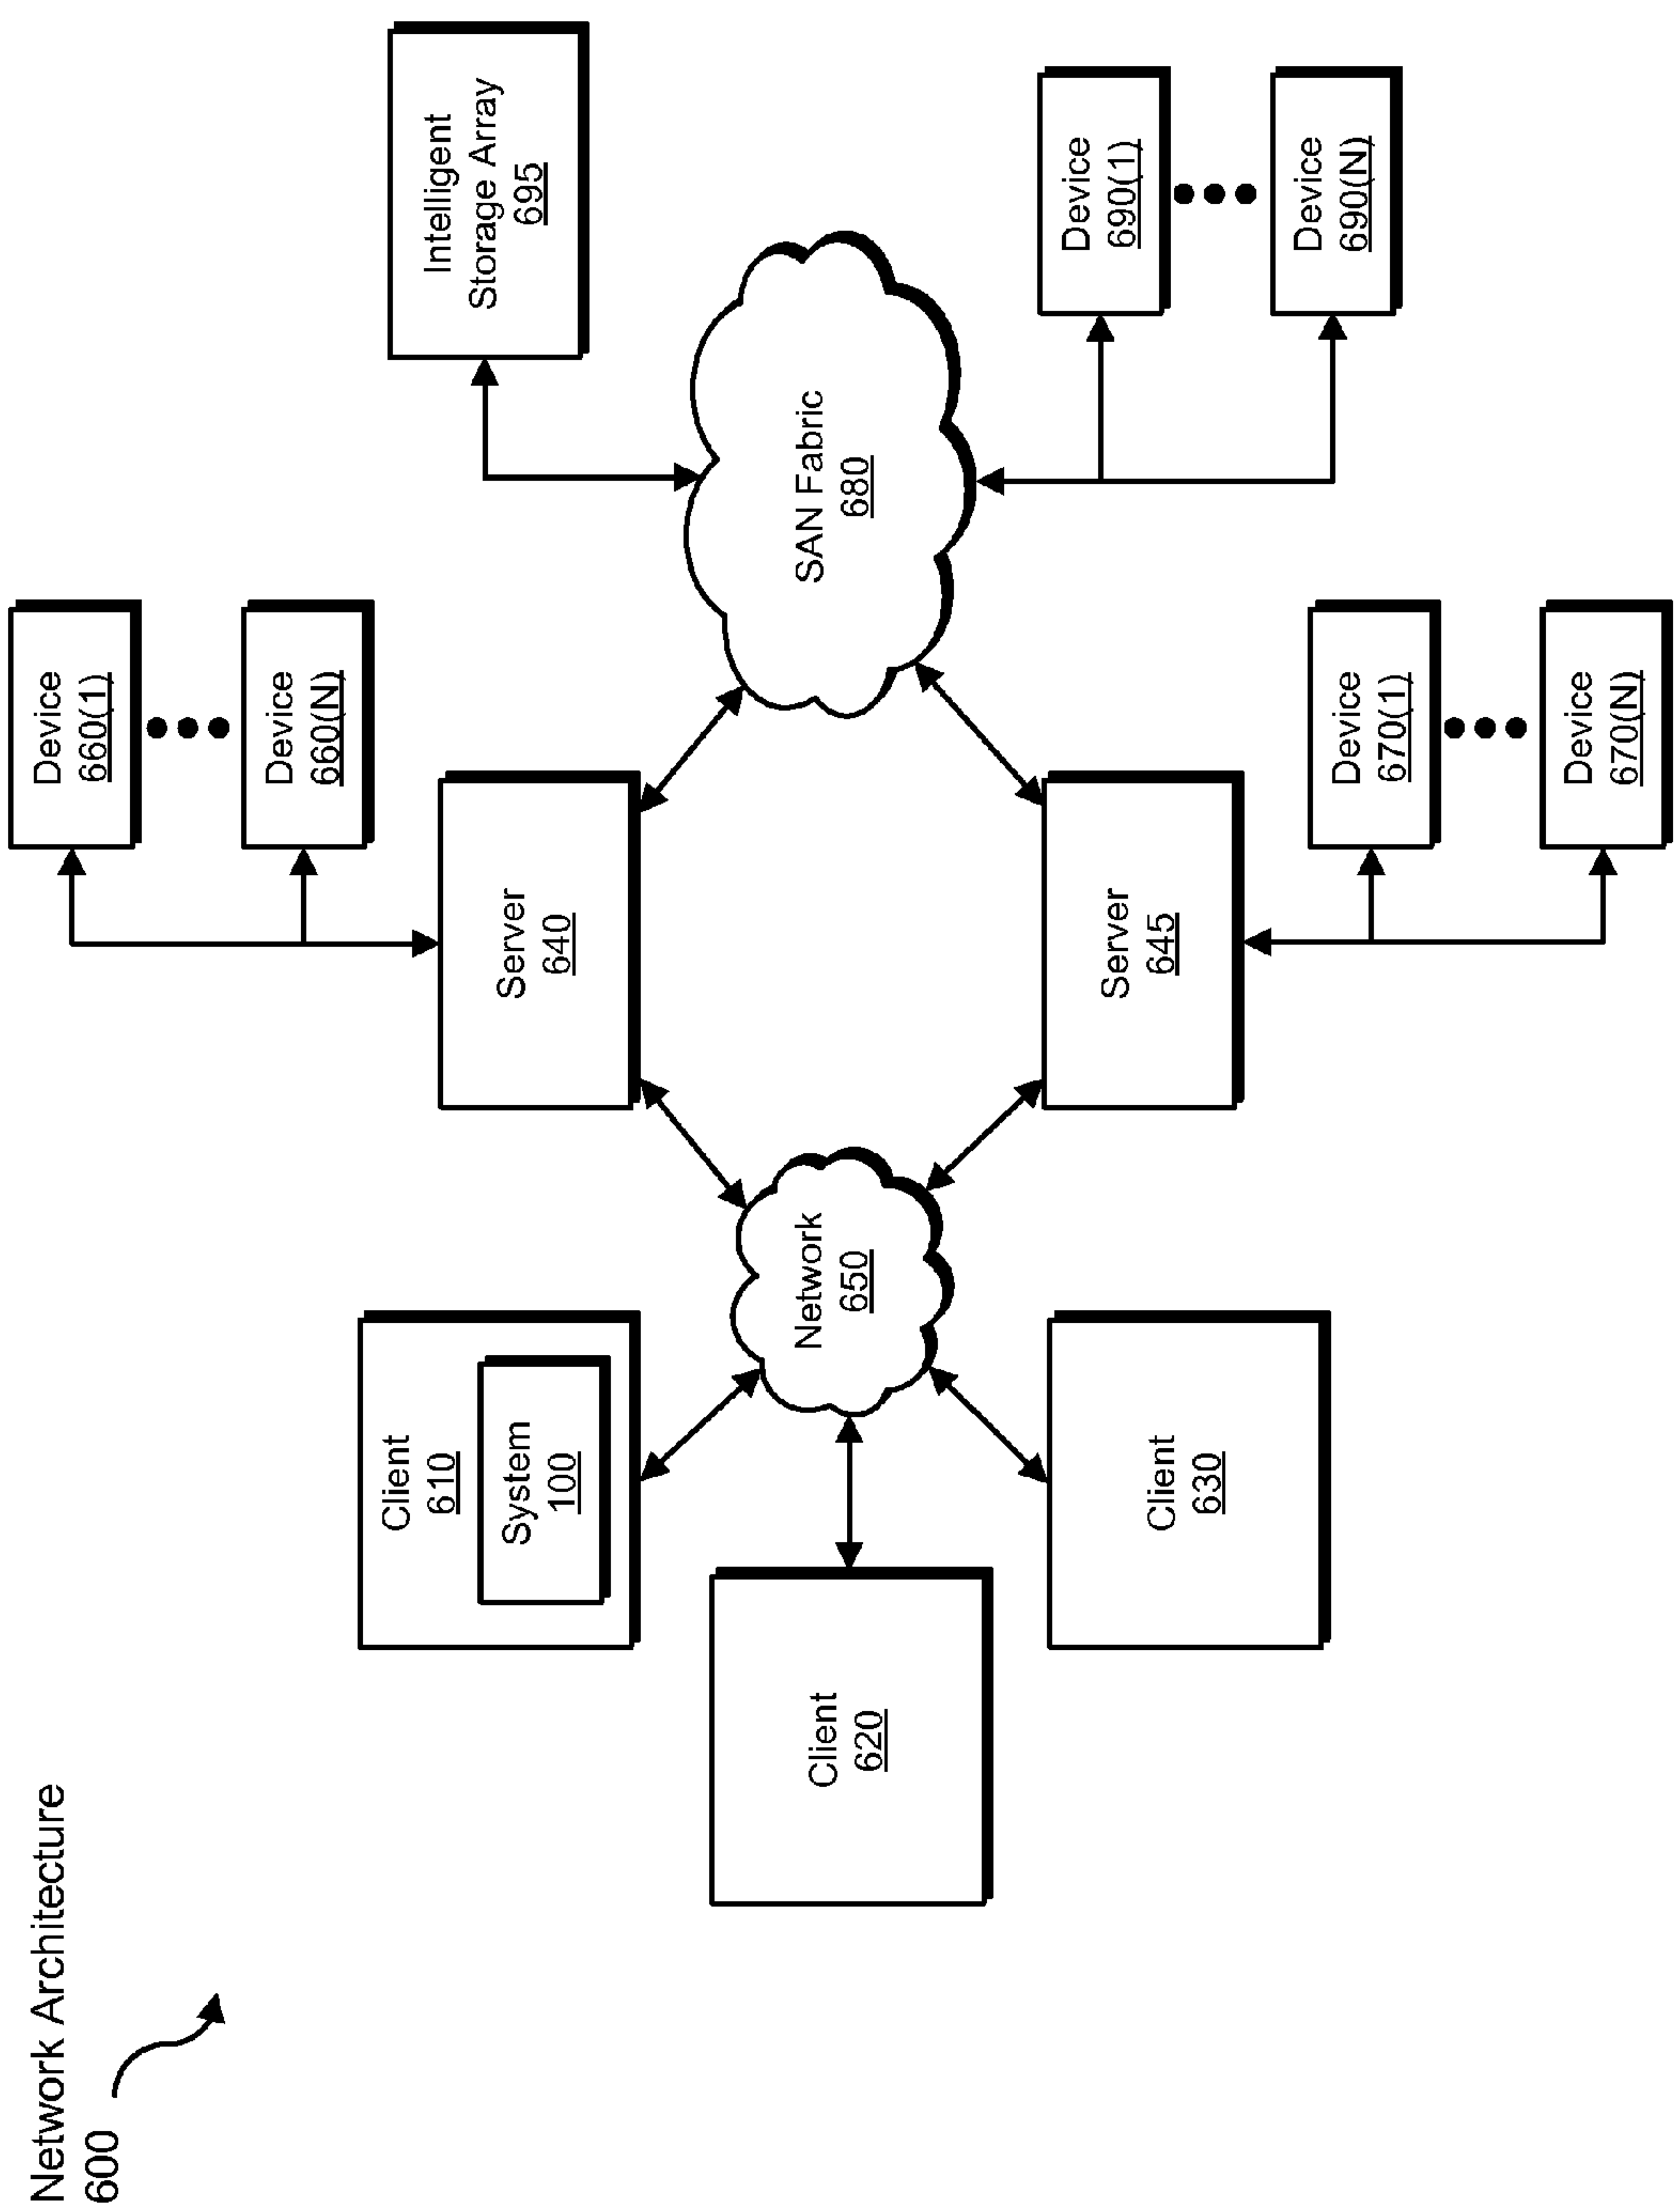 Network Architecture
600
Client
610
System
100
Client
620
Client
630
Network
650
Server
640
Server
645
Device
660(1)
Device
660(N)
Device
670(1)
Device
670(N)
SAN Fabric
680
Intelligent
Storage Array
695
Device
690(1)
Device
690(N)